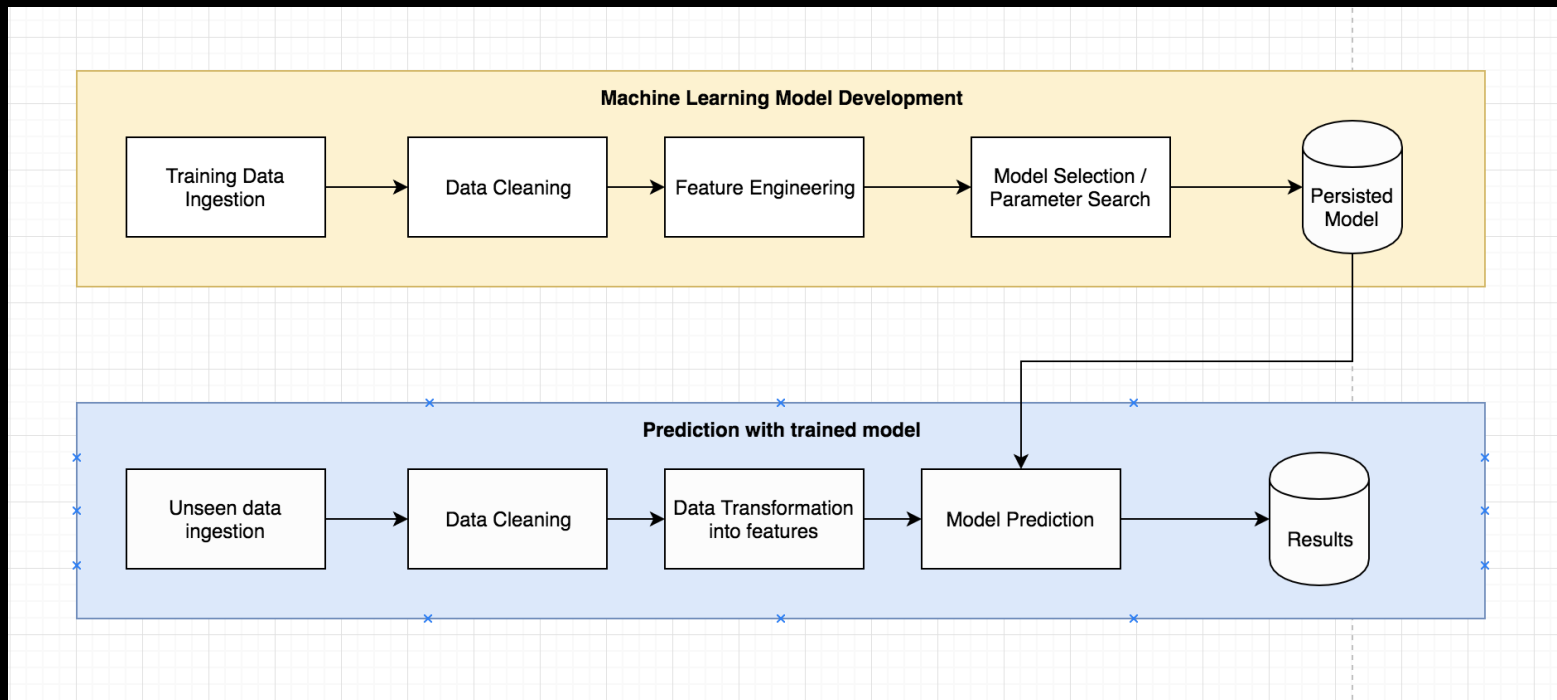 Machine Learning Model Development
Training Data
Ingestion
Data Cleaning
Feature Engineering
Model Selection /
Parameter Search
Persisted
Model
Prediction with trained model
Unseen data
ingestion
Data Cleaning
Data Transformation
into features
Model Prediction
Results